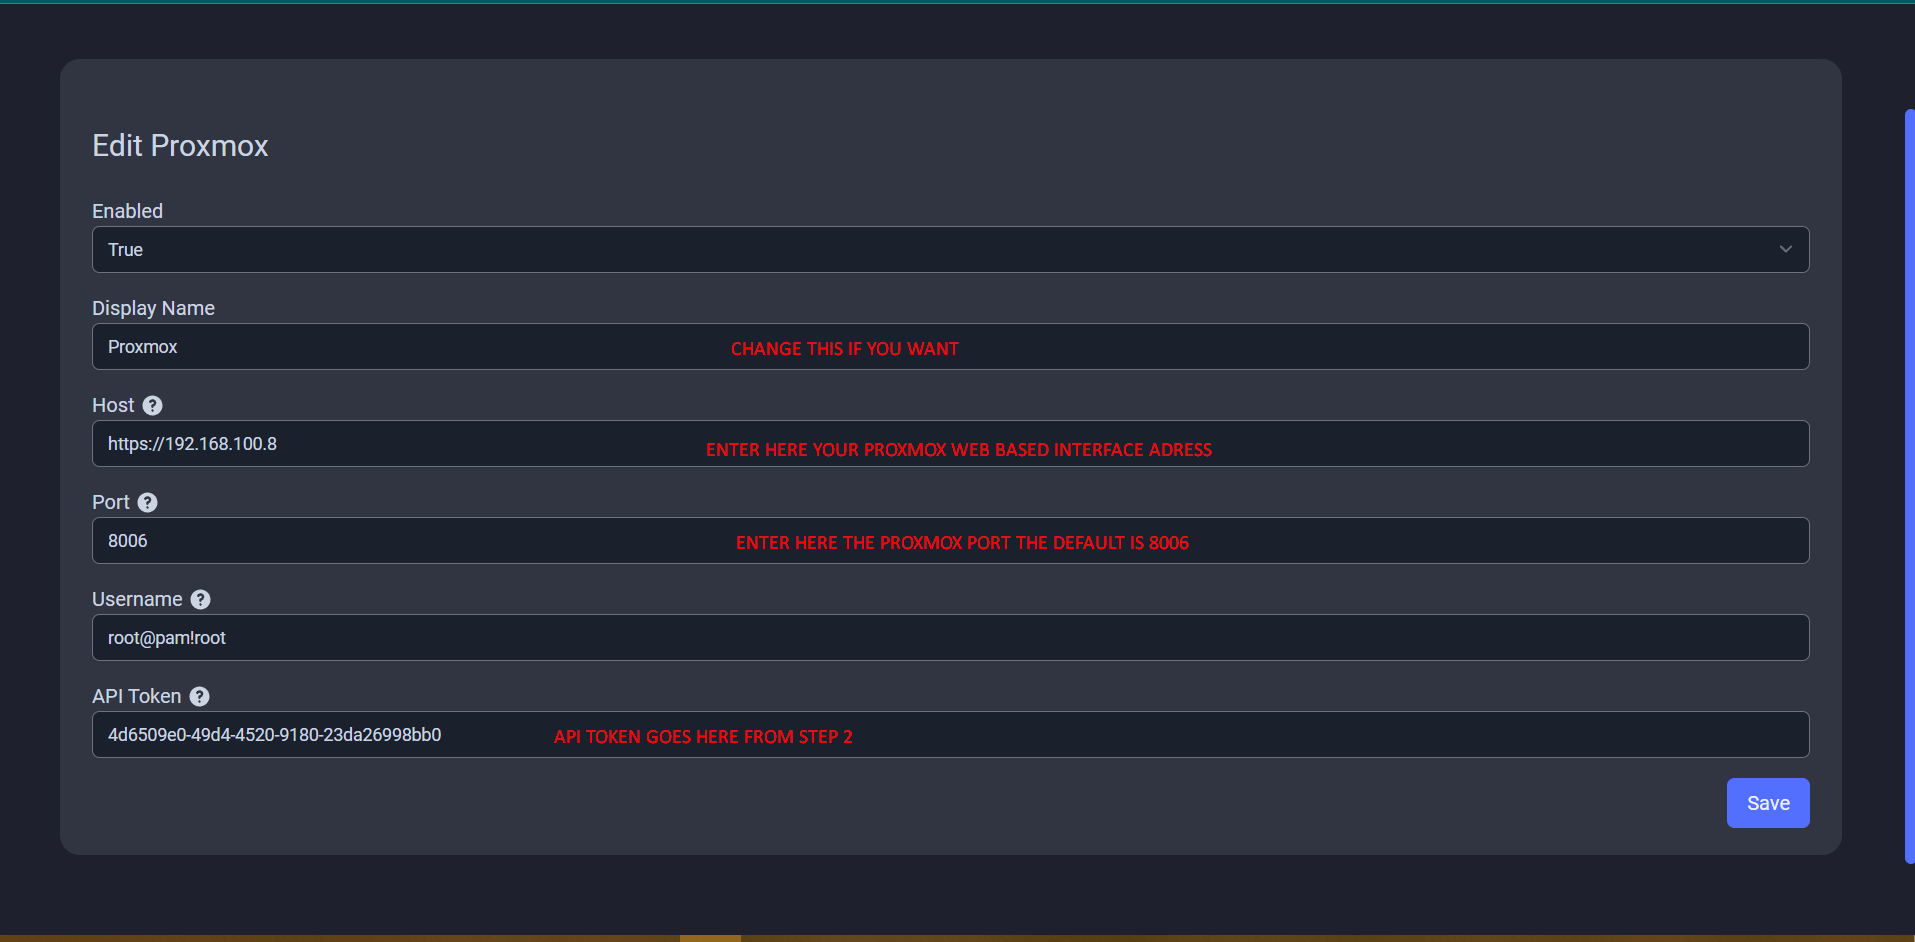 Edit Proxmox
Enabled
True
Display Name
Proxmox CHANGE THIS IF YOU WANT
Host ?
https://192.168.100.8 ENTER HERE YOUR PROXMOX WEB BASED INTERFACE ADRESS
Port ?
8006 ENTER HERE THE PROXMOX PORT THE DEFAULT IS 8006
Username ?
root@pam!root
API Token ?
4d6509e0-49d4-4520-9180-23da26998bb0 API TOKEN GOES HERE FROM STEP 2
Save